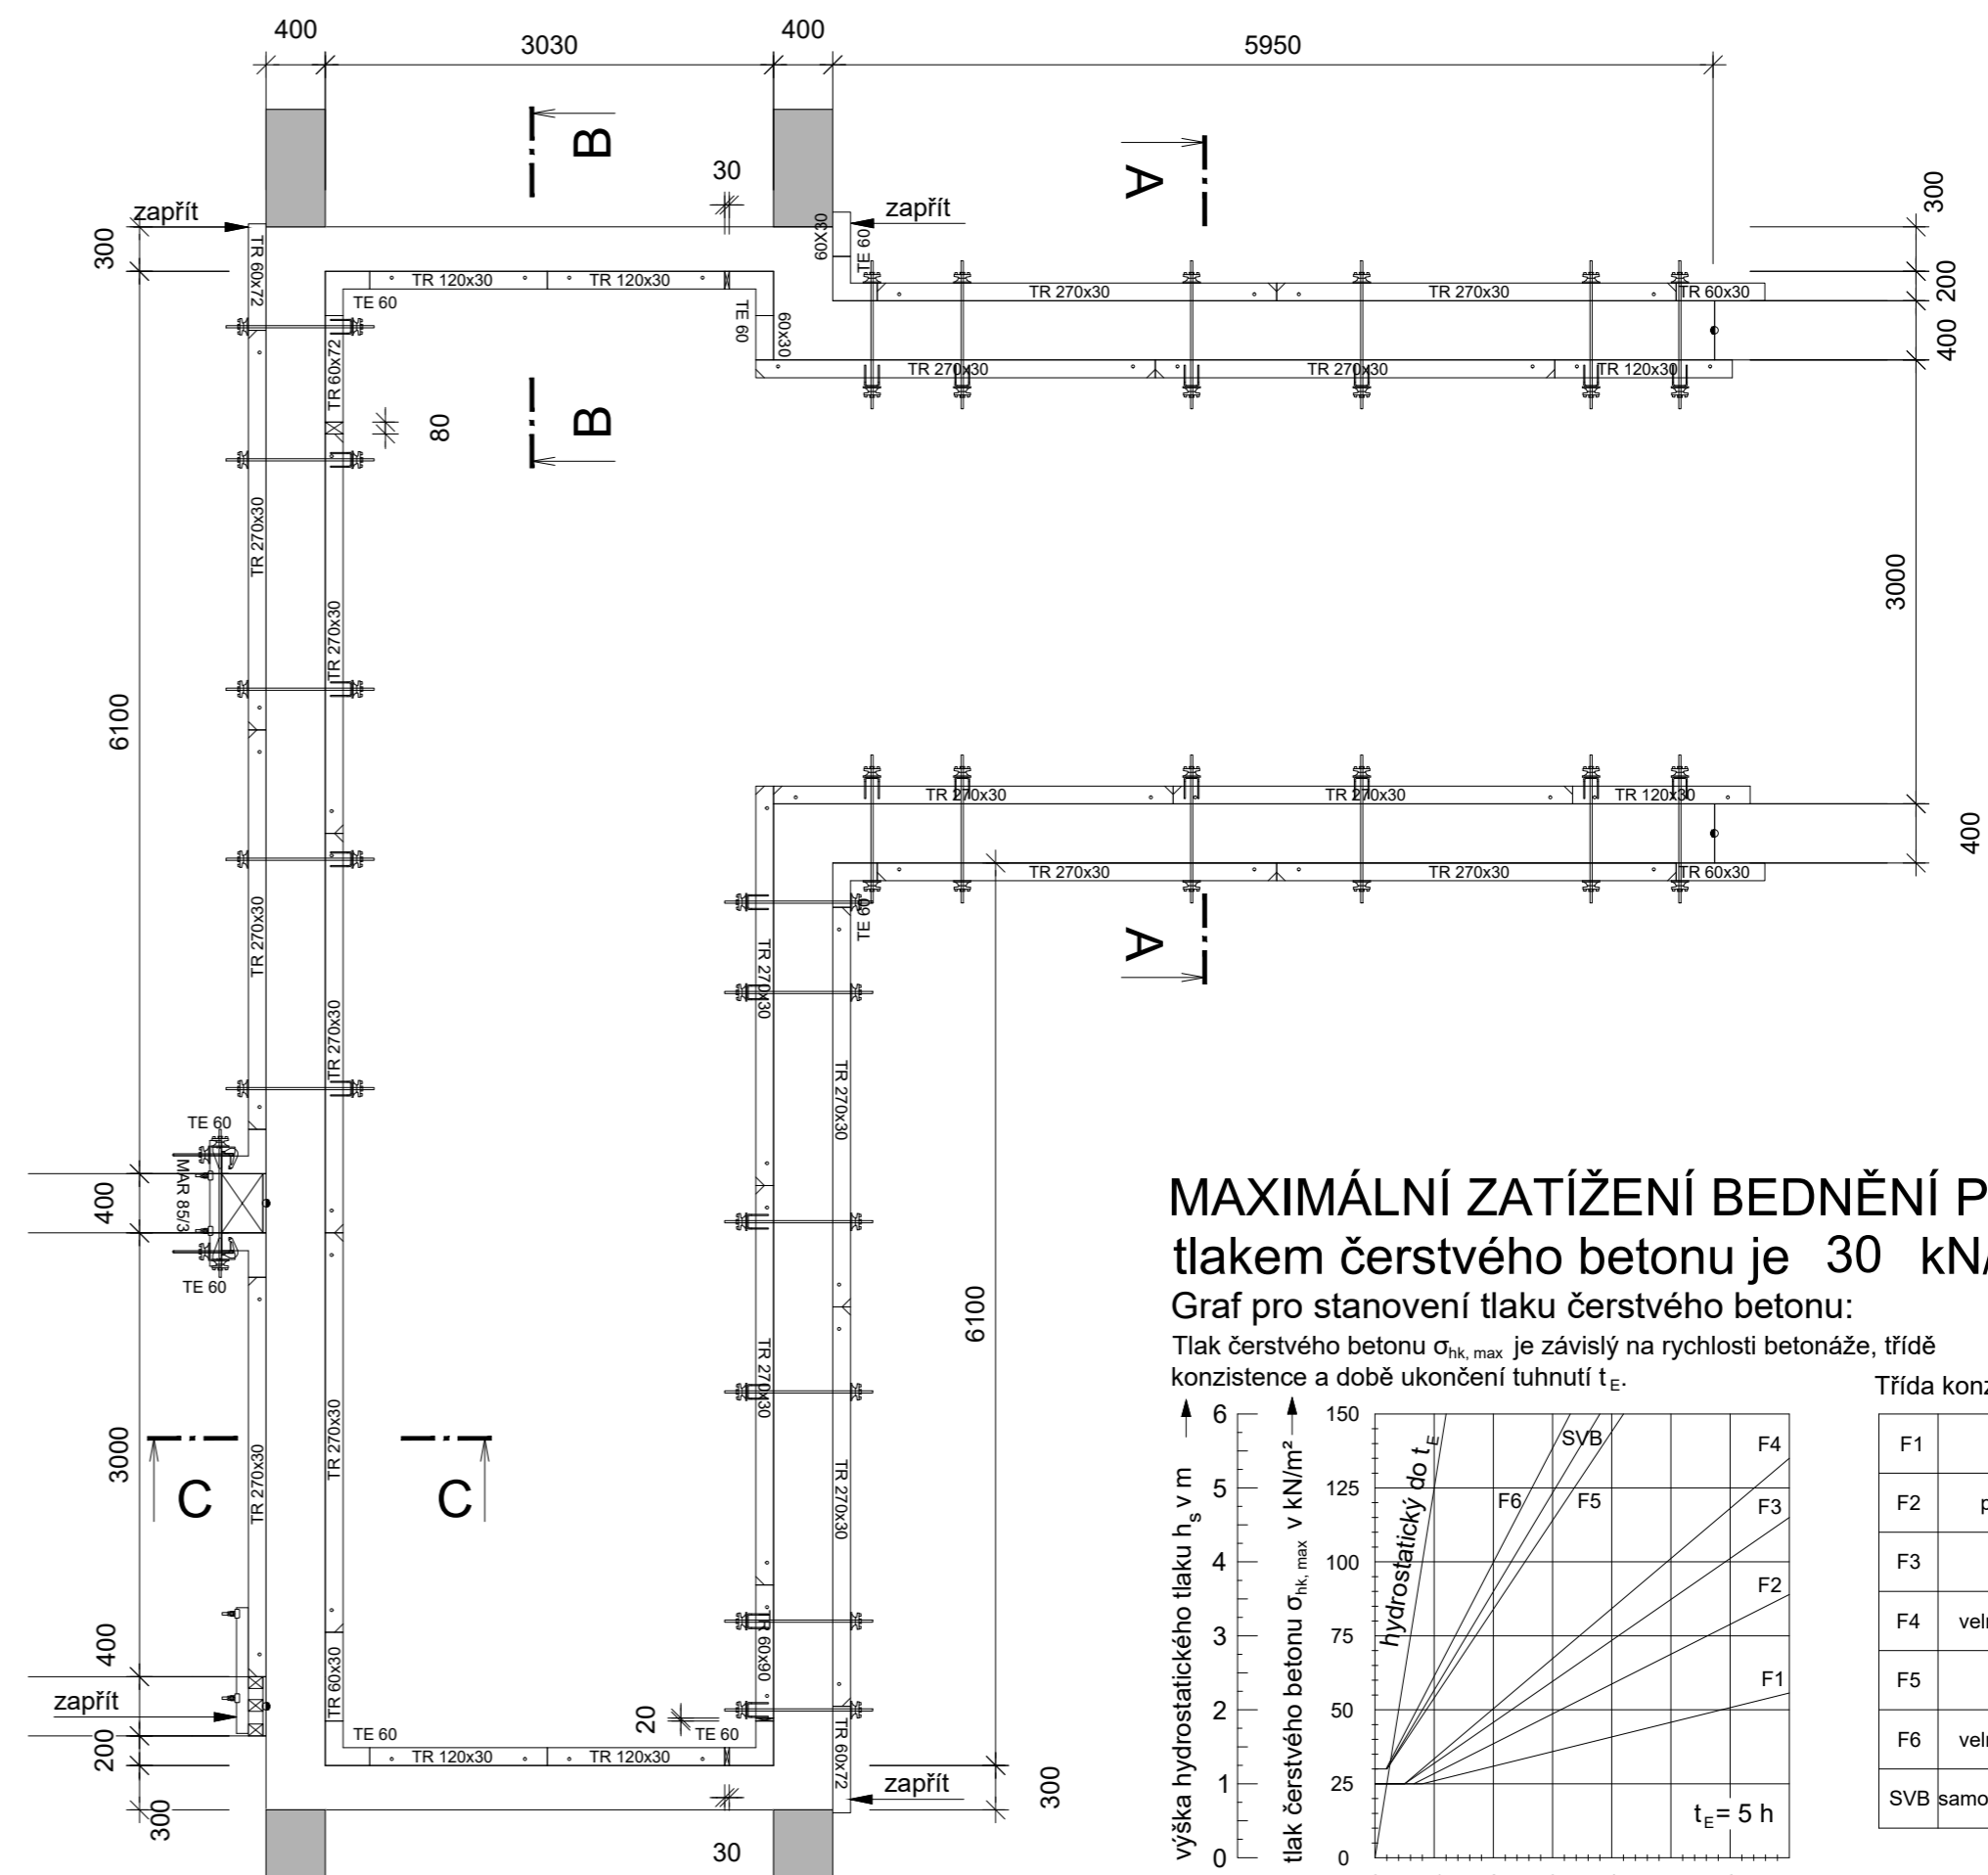 400
3030
400
5950
B
30
A
300
zapřít
zapřít
300
TR 60x72
60X30
TE 60
TR 120x30
TR 120x30
TE 60
TE 60
60x30
TR 270x30
TR 270x30
TR 60x30
200
400
TR 60x72
TR 270x30
TR 270x30
TR 120x30
80
B
TR 270x30
TR 270x30
3000
6100
TR 270x30
TR 270x30
TR 120x30
400
TR 270x30
TR 270x30
TR 60x30
TE 60
TR 270x30
TR 270x30
A
TR 270x30
TR 270x30
TE 60
MAR 85/3
400
TE 60
6100
TR 270x30
TR 270x30
TR 270x30
TR 270x30
3000
C
C
400
zapřít
TR 60x30
TR 60x90
200
TE 60
20
TE 60
TR 120x30
TR 120x30
TR 60x72
zapřít
300
300
30
MAXIMÁLNÍ ZATÍŽENÍ BEDNĚNÍ P
tlakem čerstvého betonu je 30 kN/
Graf pro stanovení tlaku čerstvého betonu:
Tlak čerstvého betonu σhk, max je závislý na rychlosti betonáže, třídě
konzistence a době ukončení tuhnutí tE.
Třída konz
výška hydrostatického tlaku hs v m
6
5
4
3
2
1
0
tlak čerstvého betonu σhk, max v kN/m²
150
125
100
75
50
25
0
hydrostatický do tE
SVB
F6
F5
F4
F3
F2
F1
tE= 5 h
F1
F2 p
F3
F4 veln
F5
F6 veln
SVB samo